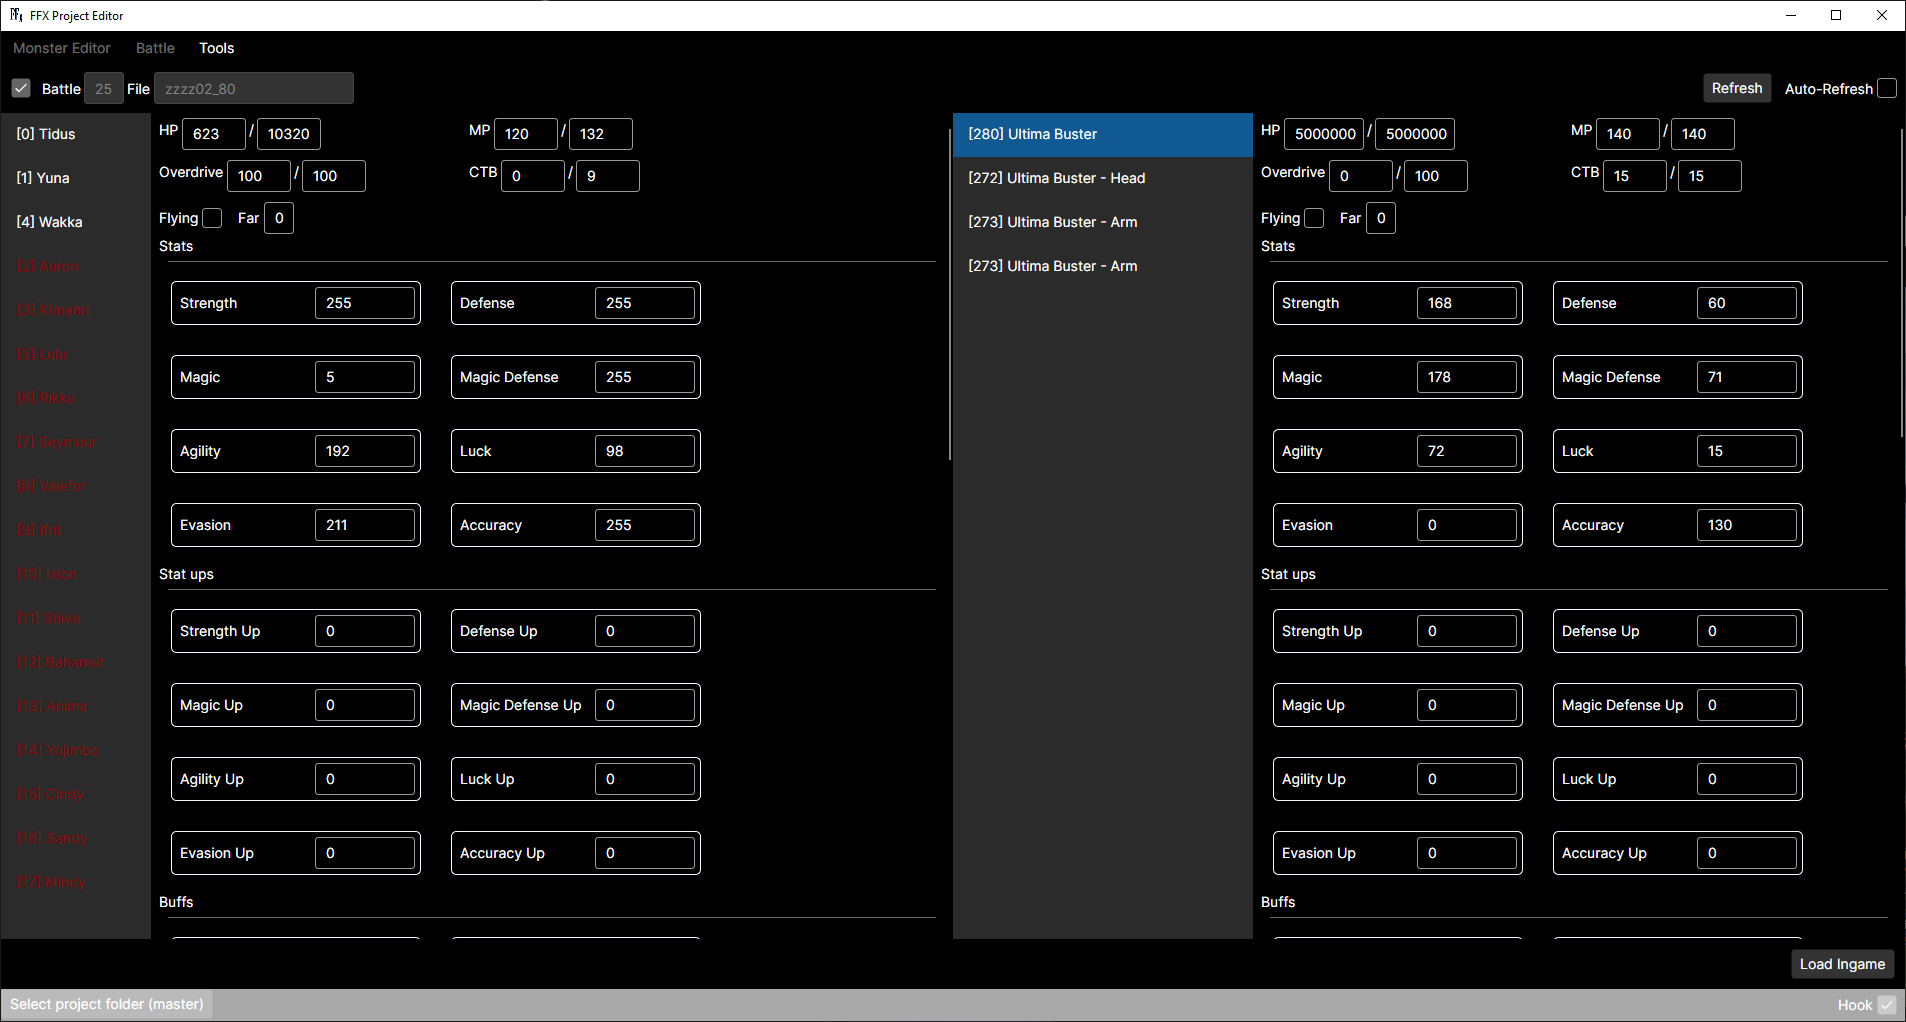 FFX Project Editor
Monster Editor Battle Tools
Battle 25 File zzzz02_80 Refresh Auto-Refresh
[0] Tidus
[1] Yuna
[4] Wakka
[2] Auron
[3] Kimahri
[5] Lulu
[6] Rikku
[7] Seymour
[8] Valefor
[9] Ifrit
[10] Ixion
[11] Shiva
[12] Bahamut
[13] Anima
[14] Yojimbo
[15] Cindy
[16] Sandy
[17] Mindy
HP 623 / 10320 MP 120 / 132
Overdrive 100 / 100 CTB 0 / 9
Flying Far 0
Stats
Strength 255 Defense 255
Magic 5 Magic Defense 255
Agility 192 Luck 98
Evasion 211 Accuracy 255
Stat ups
Strength Up 0 Defense Up 0
Magic Up 0 Magic Defense Up 0
Agility Up 0 Luck Up 0
Evasion Up 0 Accuracy Up 0
Buffs
[280] Ultima Buster
[272] Ultima Buster - Head
[273] Ultima Buster - Arm
[273] Ultima Buster - Arm
HP 5000000 / 5000000 MP 140 / 140
Overdrive 0 / 100 CTB 15 / 15
Flying Far 0
Stats
Strength 168 Defense 60
Magic 178 Magic Defense 71
Agility 72 Luck 15
Evasion 0 Accuracy 130
Stat ups
Strength Up 0 Defense Up 0
Magic Up 0 Magic Defense Up 0
Agility Up 0 Luck Up 0
Evasion Up 0 Accuracy Up 0
Buffs
Load Ingame
Select project folder (master) Hook